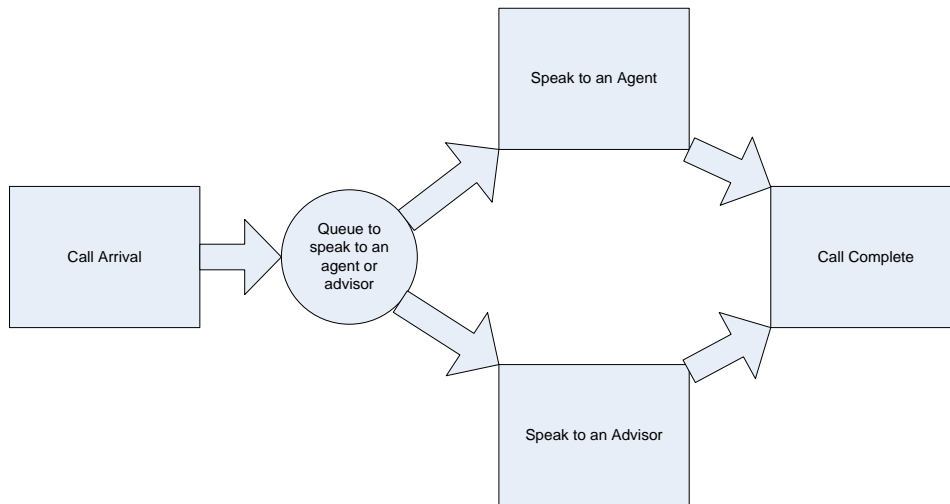 Call Arrival
Queue to
speak to an
agent or
advisor
Speak to an Agent
Speak to an Advisor
Call Complete